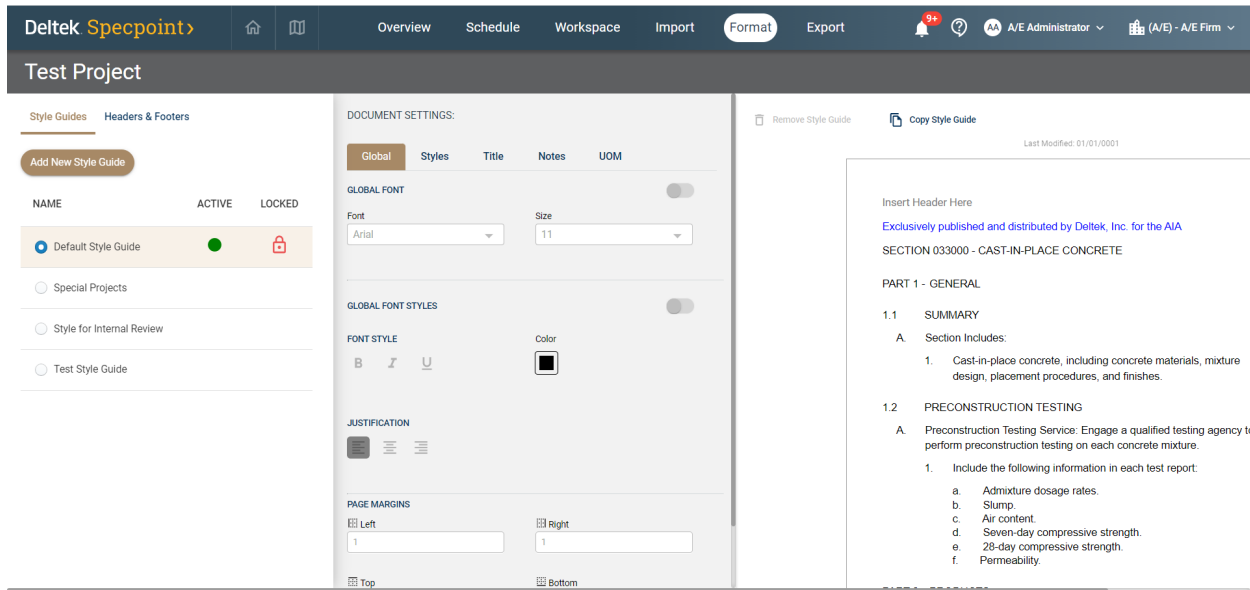 Deltek Specpoint
Overview Schedule Workspace Import Format Export
9+
AA A/E Administrator
(A/E) - A/E Firm
Test Project
Style Guides Headers & Footers
Add New Style Guide
NAME ACTIVE LOCKED
Default Style Guide
Special Projects
Style for Internal Review
Test Style Guide
DOCUMENT SETTINGS:
Global Styles Title Notes UOM
GLOBAL FONT
Font Size
Arial 11
GLOBAL FONT STYLES
FONT STYLE Color
B I U
JUSTIFICATION
PAGE MARGINS
Left Right
1 1
Top Bottom
Remove Style Guide Copy Style Guide
Last Modified: 01/01/0001
Insert Header Here
Exclusively published and distributed by Deltek, Inc. for the AIA
SECTION 033000 - CAST-IN-PLACE CONCRETE
PART 1 - GENERAL
1.1 SUMMARY
A. Section Includes:
1. Cast-in-place concrete, including concrete materials, mixture
design, placement procedures, and finishes.
1.2 PRECONSTRUCTION TESTING
A. Preconstruction Testing Service: Engage a qualified testing agency to
perform preconstruction testing on each concrete mixture.
1. Include the following information in each test report:
a. Admixture dosage rates.
b. Slump.
c. Air content.
d. Seven-day compressive strength.
e. 28-day compressive strength.
f. Permeability.